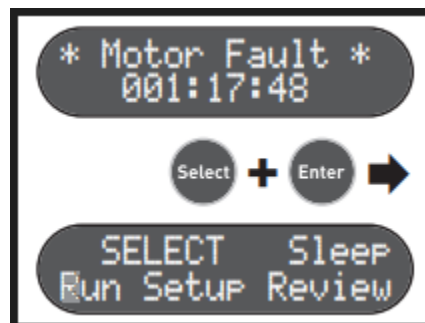 * Motor Fault *
001:17:48
Select + Enter
SELECT Sleep
Run Setup Review